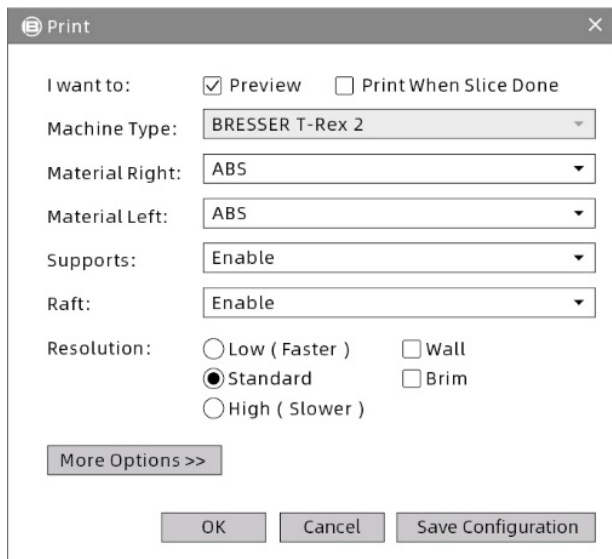 Print
I want to: Preview Print When Slice Done
Machine Type: BRESSER T-Rex 2
Material Right: ABS
Material Left: ABS
Supports: Enable
Raft: Enable
Resolution: Low ( Faster ) Wall
Standard Brim
High ( Slower )
More Options >>
OK Cancel Save Configuration